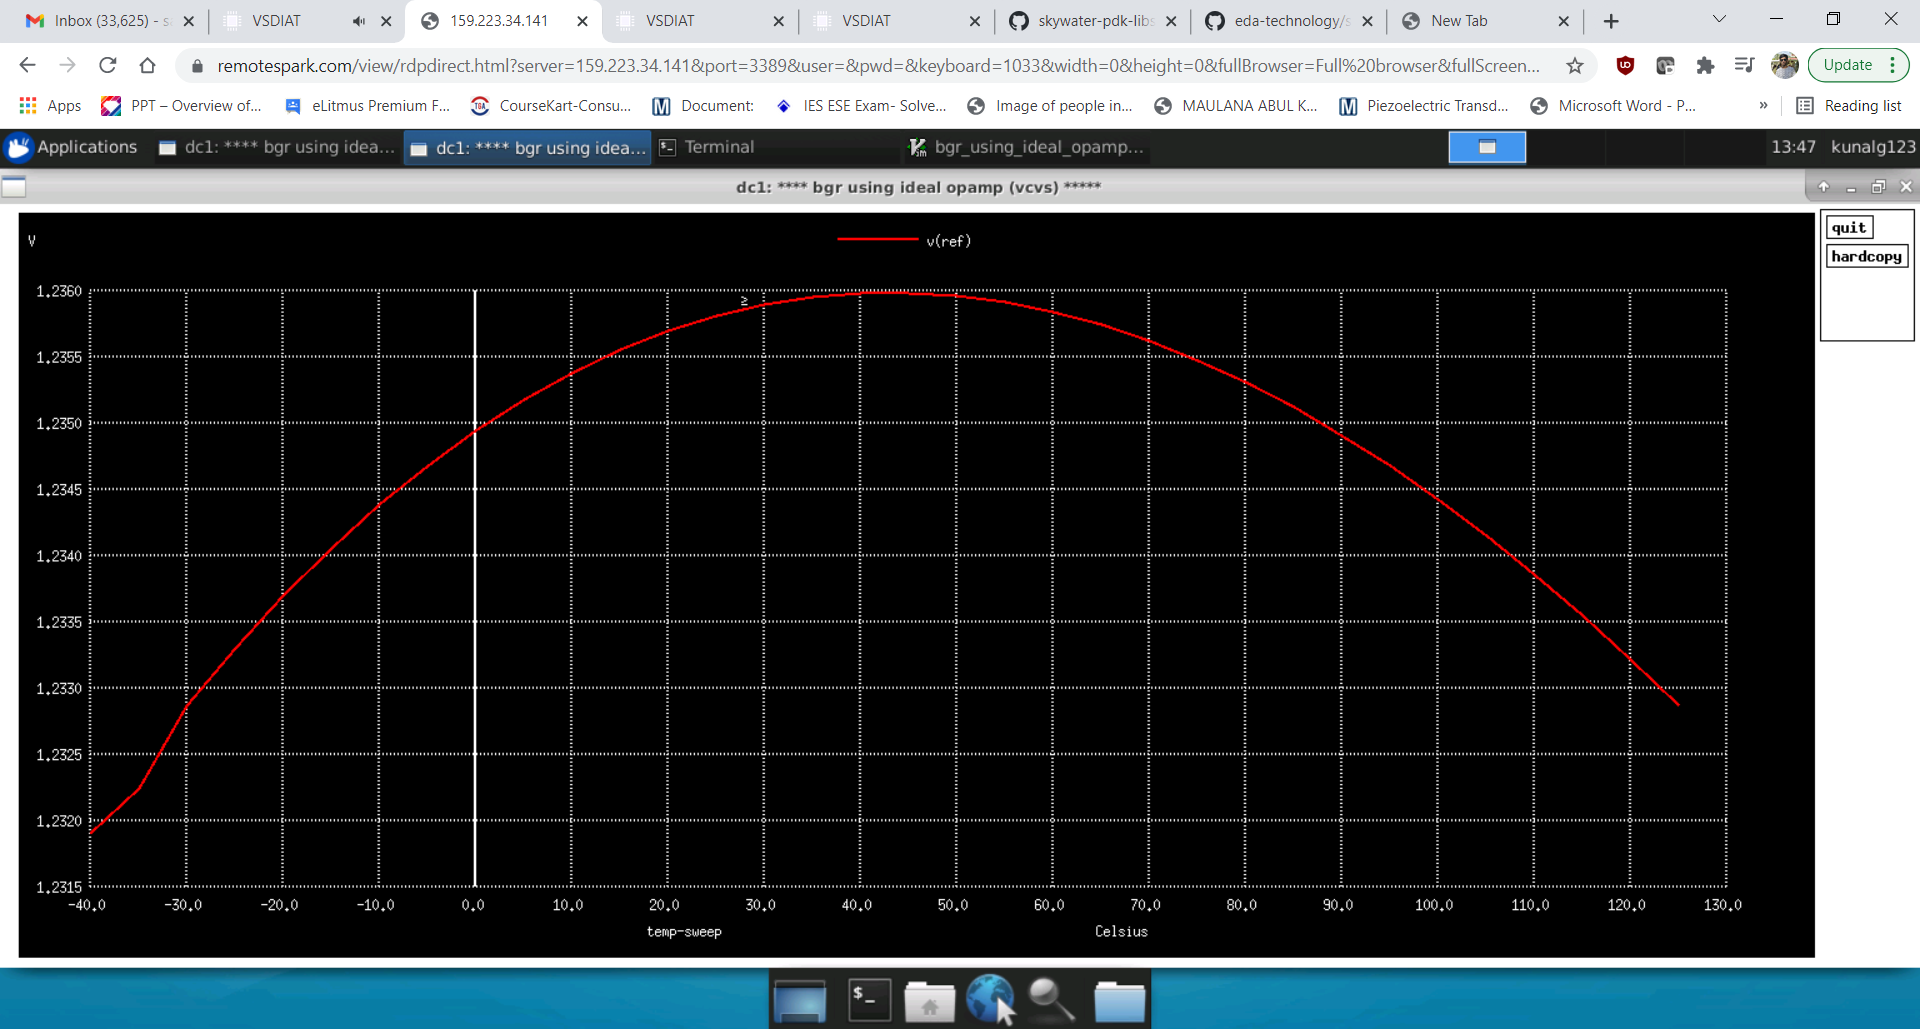 Inbox (33,625) - s
VSDIAT
159.223.34.141
VSDIAT
VSDIAT
skywater-pdk-libs
eda-technology/s
New Tab
remotespark.com/view/rdpdirect.html?server=159.223.34.141&port=3389&user=&pwd=&keyboard=1033&width=0&height=0&fullBrowser=Full%20browser&fullScreen...
Update
Apps
PPT – Overview of...
eLitmus Premium F...
CourseKart-Consu...
Document:
IES ESE Exam- Solve...
Image of people in...
MAULANA ABUL K...
Piezoelectric Transd...
Microsoft Word - P...
»
Reading list
Applications
dc1: **** bgr using idea...
dc1: **** bgr using idea...
Terminal
bgr_using_ideal_opamp...
13:47 kunalg123
dc1: **** bgr using ideal opamp (vcvs) *****
quit
hardcopy
V
v(ref)
1.2360
1.2355
1.2350
1.2345
1.2340
1.2335
1.2330
1.2325
1.2320
1.2315
-40.0 -30.0 -20.0 -10.0 0.0 10.0 20.0 30.0 40.0 50.0 60.0 70.0 80.0 90.0 100.0 110.0 120.0 130.0
temp-sweep Celsius